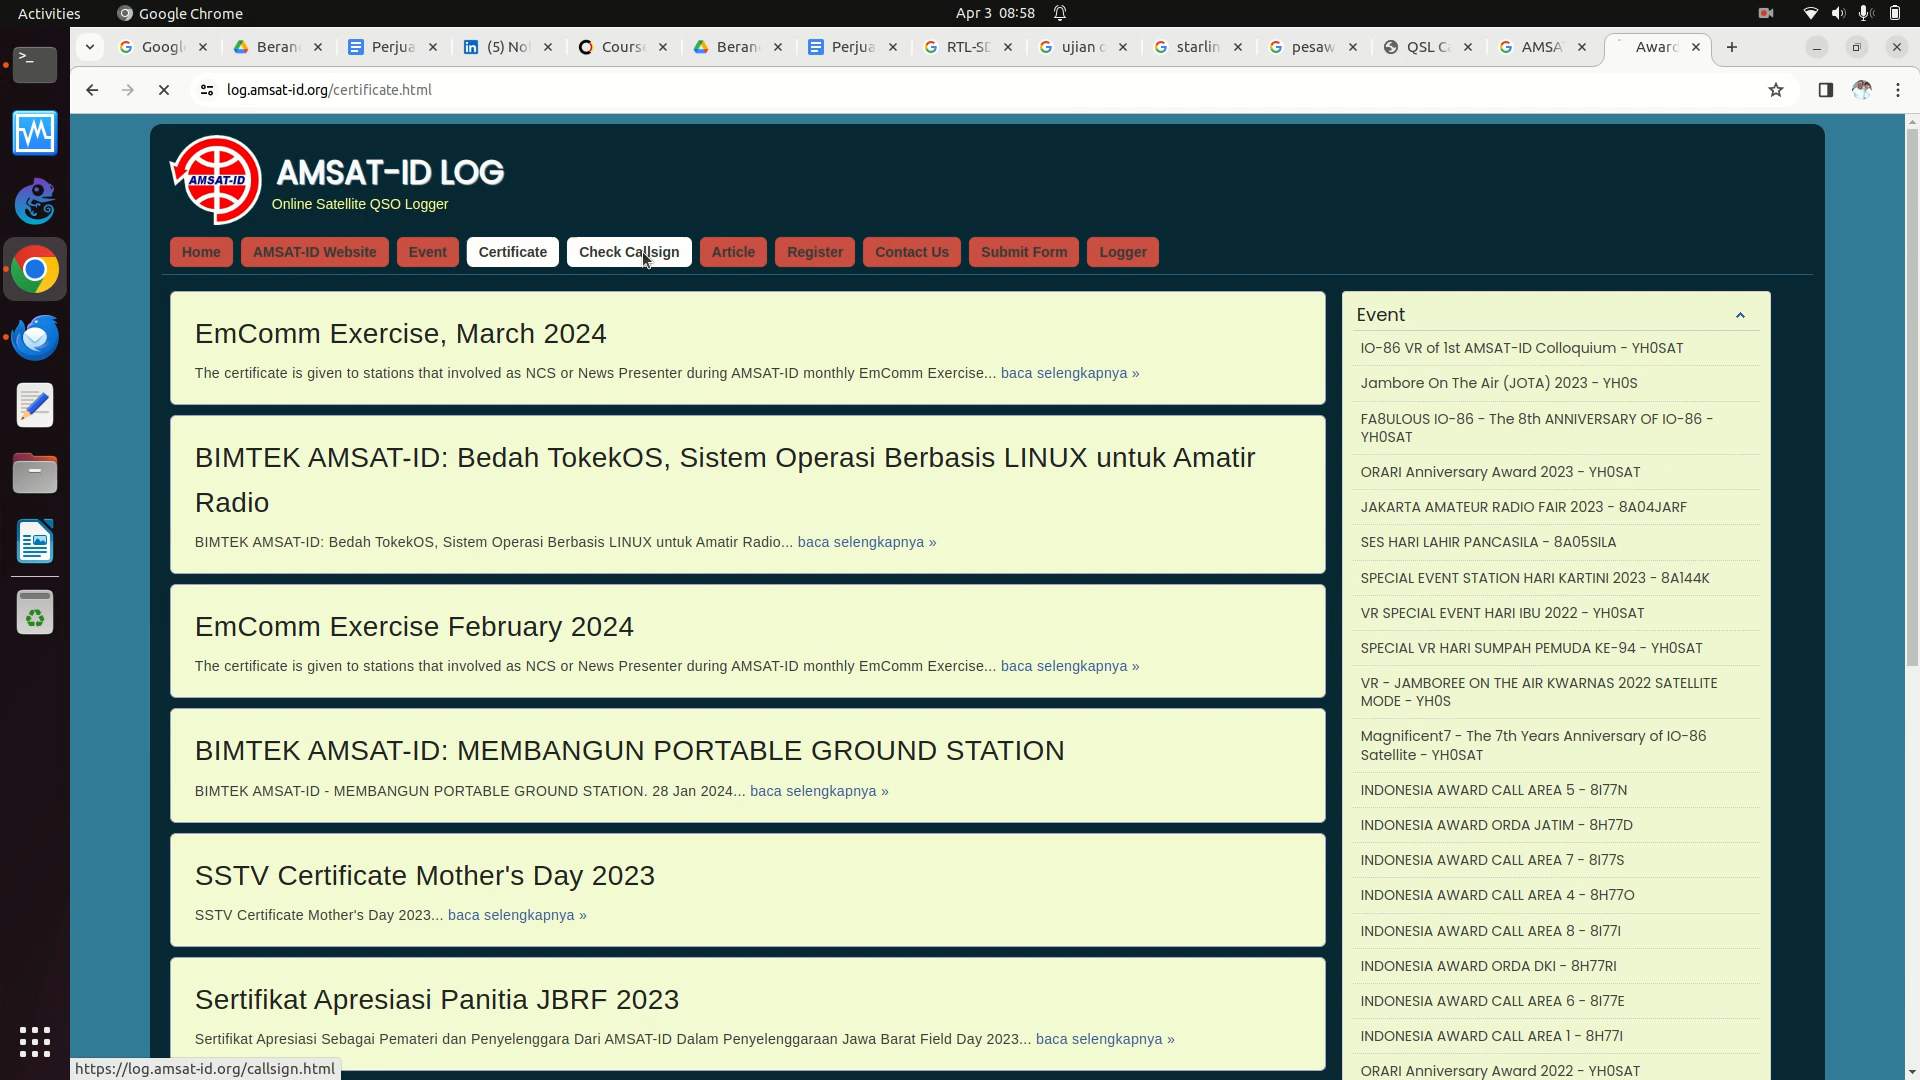 Activities
Google Chrome
Apr 3 08:58
Googl
Beran
Perjua
(5) No
Course
Beran
Perjua
RTL-SD
ujian
starlin
pesaw
QSL C
AMSA
Awar
log.amsat-id.org/certificate.html
AMSAT-ID
AMSAT-ID LOG
Online Satellite QSO Logger
Home
AMSAT-ID Website
Event
Certificate
Check Callsign
Article
Register
Contact Us
Submit Form
Logger
EmComm Exercise, March 2024
The certificate is given to stations that involved as NCS or News Presenter during AMSAT-ID monthly EmComm Exercise... baca selengkapnya »
BIMTEK AMSAT-ID: Bedah TokekOS, Sistem Operasi Berbasis LINUX untuk Amatir
Radio
BIMTEK AMSAT-ID: Bedah TokekOS, Sistem Operasi Berbasis LINUX untuk Amatir Radio... baca selengkapnya »
EmComm Exercise February 2024
The certificate is given to stations that involved as NCS or News Presenter during AMSAT-ID monthly EmComm Exercise... baca selengkapnya »
BIMTEK AMSAT-ID: MEMBANGUN PORTABLE GROUND STATION
BIMTEK AMSAT-ID - MEMBANGUN PORTABLE GROUND STATION. 28 Jan 2024... baca selengkapnya »
SSTV Certificate Mother's Day 2023
SSTV Certificate Mother's Day 2023... baca selengkapnya »
Sertifikat Apresiasi Panitia JBRF 2023
Sertifikat Apresiasi Sebagai Pemateri dan Penyelenggara Dari AMSAT-ID Dalam Penyelenggaraan Jawa Barat Field Day 2023... baca selengkapnya »
Event
IO-86 VR of 1st AMSAT-ID Colloquium - YH0SAT
Jambore On The Air (JOTA) 2023 - YH0S
FA8ULOUS IO-86 - The 8th ANNIVERSARY OF IO-86 -
YH0SAT
ORARI Anniversary Award 2023 - YH0SAT
JAKARTA AMATEUR RADIO FAIR 2023 - 8A04JARF
SES HARI LAHIR PANCASILA - 8A05SILA
SPECIAL EVENT STATION HARI KARTINI 2023 - 8A144K
VR SPECIAL EVENT HARI IBU 2022 - YH0SAT
SPECIAL VR HARI SUMPAH PEMUDA KE-94 - YH0SAT
VR - JAMBOREE ON THE AIR KWARNAS 2022 SATELLITE
MODE - YH0S
Magnificent7 - The 7th Years Anniversary of IO-86
Satellite - YH0SAT
INDONESIA AWARD CALL AREA 5 - 8I77N
INDONESIA AWARD ORDA JATIM - 8H77D
INDONESIA AWARD CALL AREA 7 - 8I77S
INDONESIA AWARD CALL AREA 4 - 8H77O
INDONESIA AWARD CALL AREA 8 - 8I77I
INDONESIA AWARD ORDA DKI - 8H77RI
INDONESIA AWARD CALL AREA 6 - 8I77E
INDONESIA AWARD CALL AREA 1 - 8H77I
ORARI Anniversary Award 2022 - YH0SAT
https://log.amsat-id.org/callsign.html